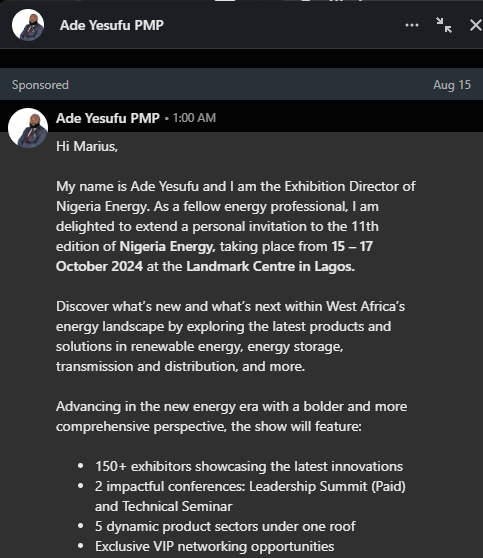 Ade Yesufu PMP
Sponsored
Aug 15
Ade Yesufu PMP • 1:00 AM
Hi Marius,
My name is Ade Yesufu and I am the Exhibition Director of
Nigeria Energy. As a fellow energy professional, I am
delighted to extend a personal invitation to the 11th
edition of Nigeria Energy, taking place from 15 – 17
October 2024 at the Landmark Centre in Lagos.
Discover what's new and what's next within West Africa's
energy landscape by exploring the latest products and
solutions in renewable energy, energy storage,
transmission and distribution, and more.
Advancing in the new energy era with a bolder and more
comprehensive perspective, the show will feature:
• 150+ exhibitors showcasing the latest innovations
• 2 impactful conferences: Leadership Summit (Paid)
and Technical Seminar
• 5 dynamic product sectors under one roof
• Exclusive VIP networking opportunities